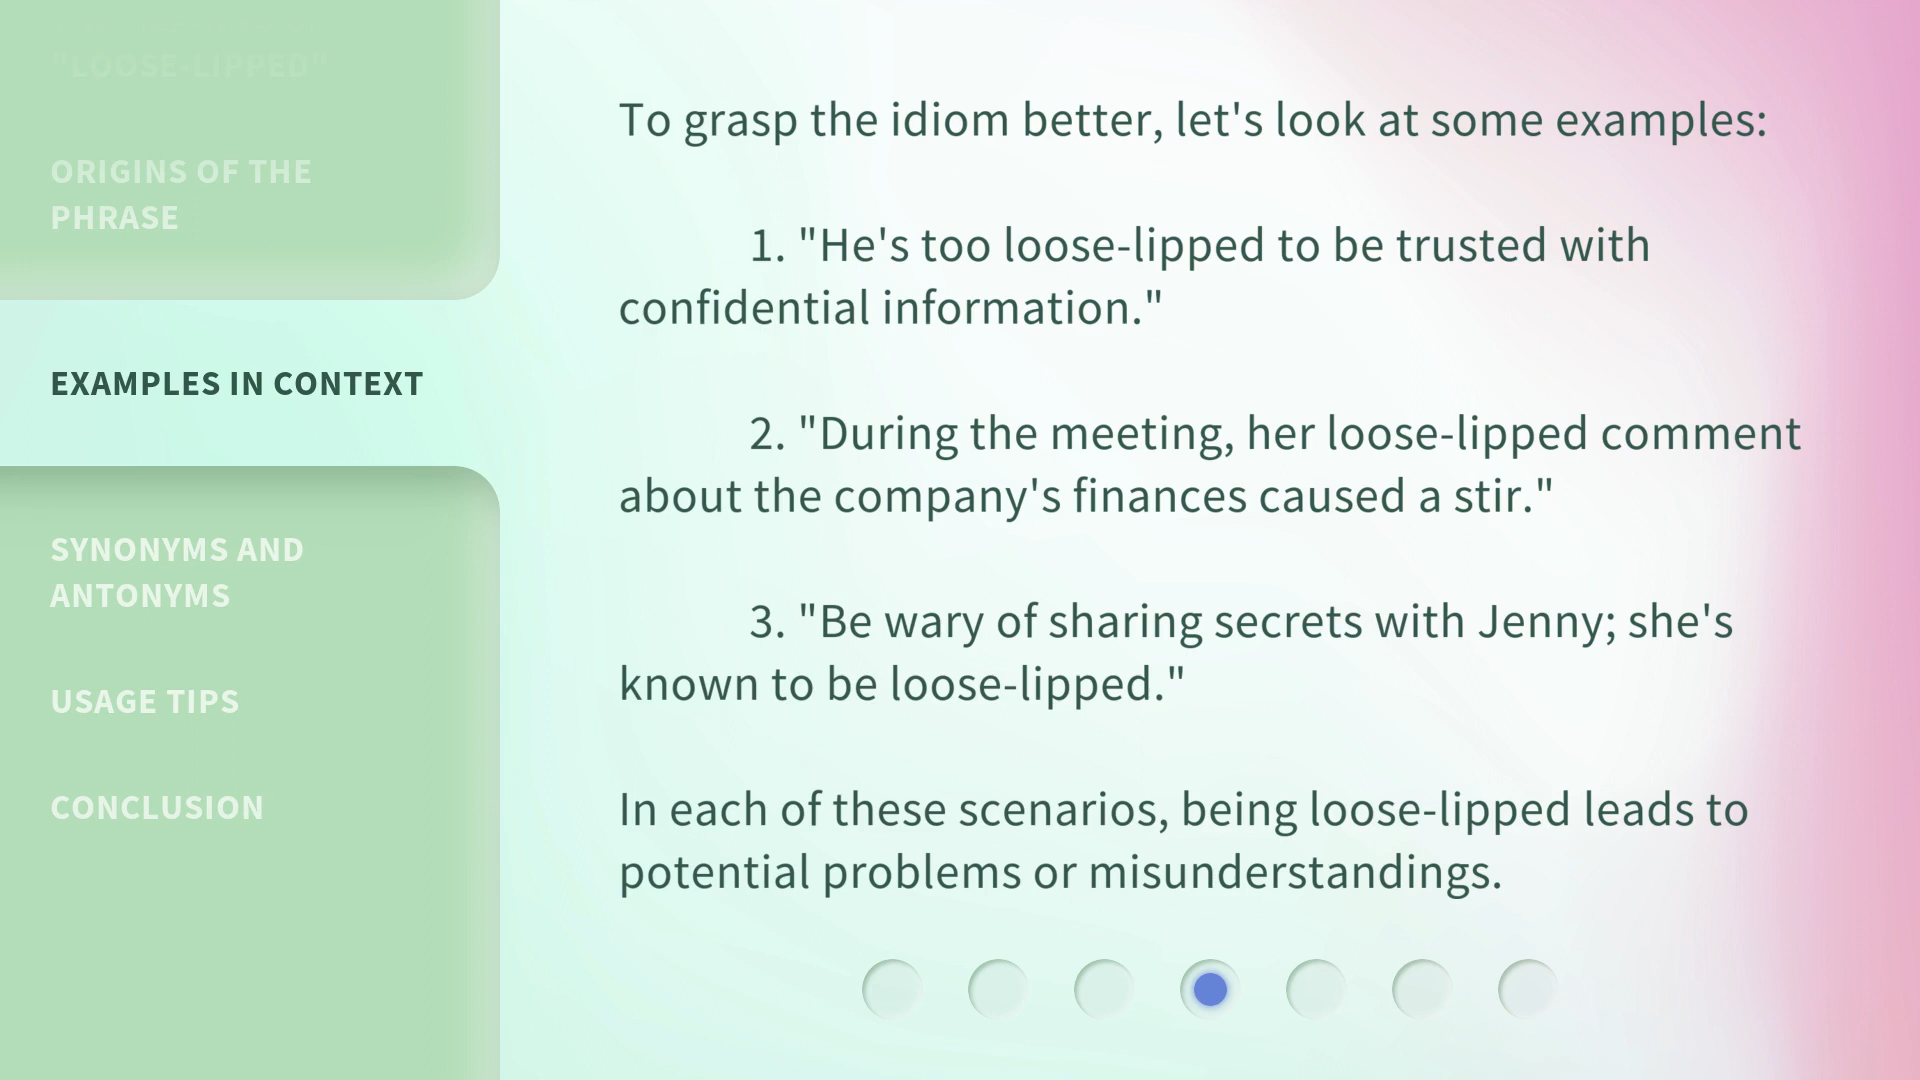 "LOOSE-LIPPED"
ORIGINS OF THE
PHRASE
EXAMPLES IN CONTEXT
SYNONYMS AND
ANTONYMS
USAGE TIPS
CONCLUSION
To grasp the idiom better, let's look at some examples:
1. "He's too loose-lipped to be trusted with
confidential information."
2. "During the meeting, her loose-lipped comment
about the company's finances caused a stir."
3. "Be wary of sharing secrets with Jenny; she's
known to be loose-lipped."
In each of these scenarios, being loose-lipped leads to
potential problems or misunderstandings.